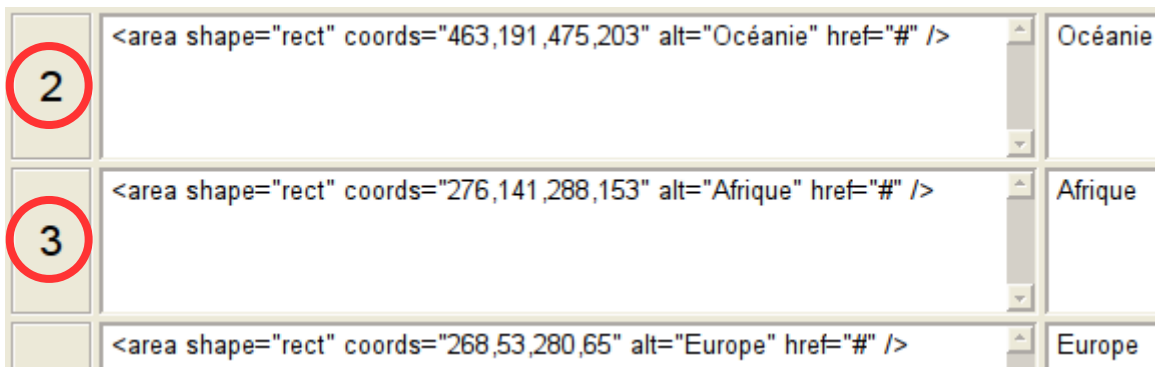 <area shape="rect" coords="463,191,475,203" alt="Océanie" href="#" /> Océanie
2
<area shape="rect" coords="276,141,288,153" alt="Afrique" href="#" /> Afrique
3
<area shape="rect" coords="268,53,280,65" alt="Europe" href="#" /> Europe